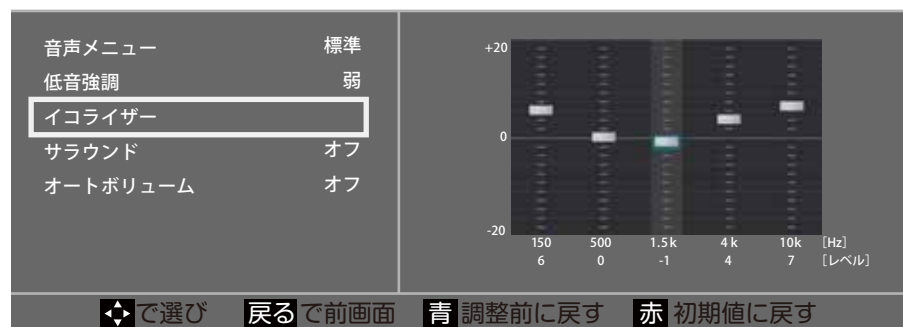 音声メニュー 標準
低音強調 弱
イコライザー
サラウンド オフ
オートボリューム オフ
+20
0
-20
150 500 1.5k 4k 10k [Hz]
6 0 -1 4 7 [レベル]
で選び 戻る で前画面 青 調整前に戻す 赤 初期値に戻す